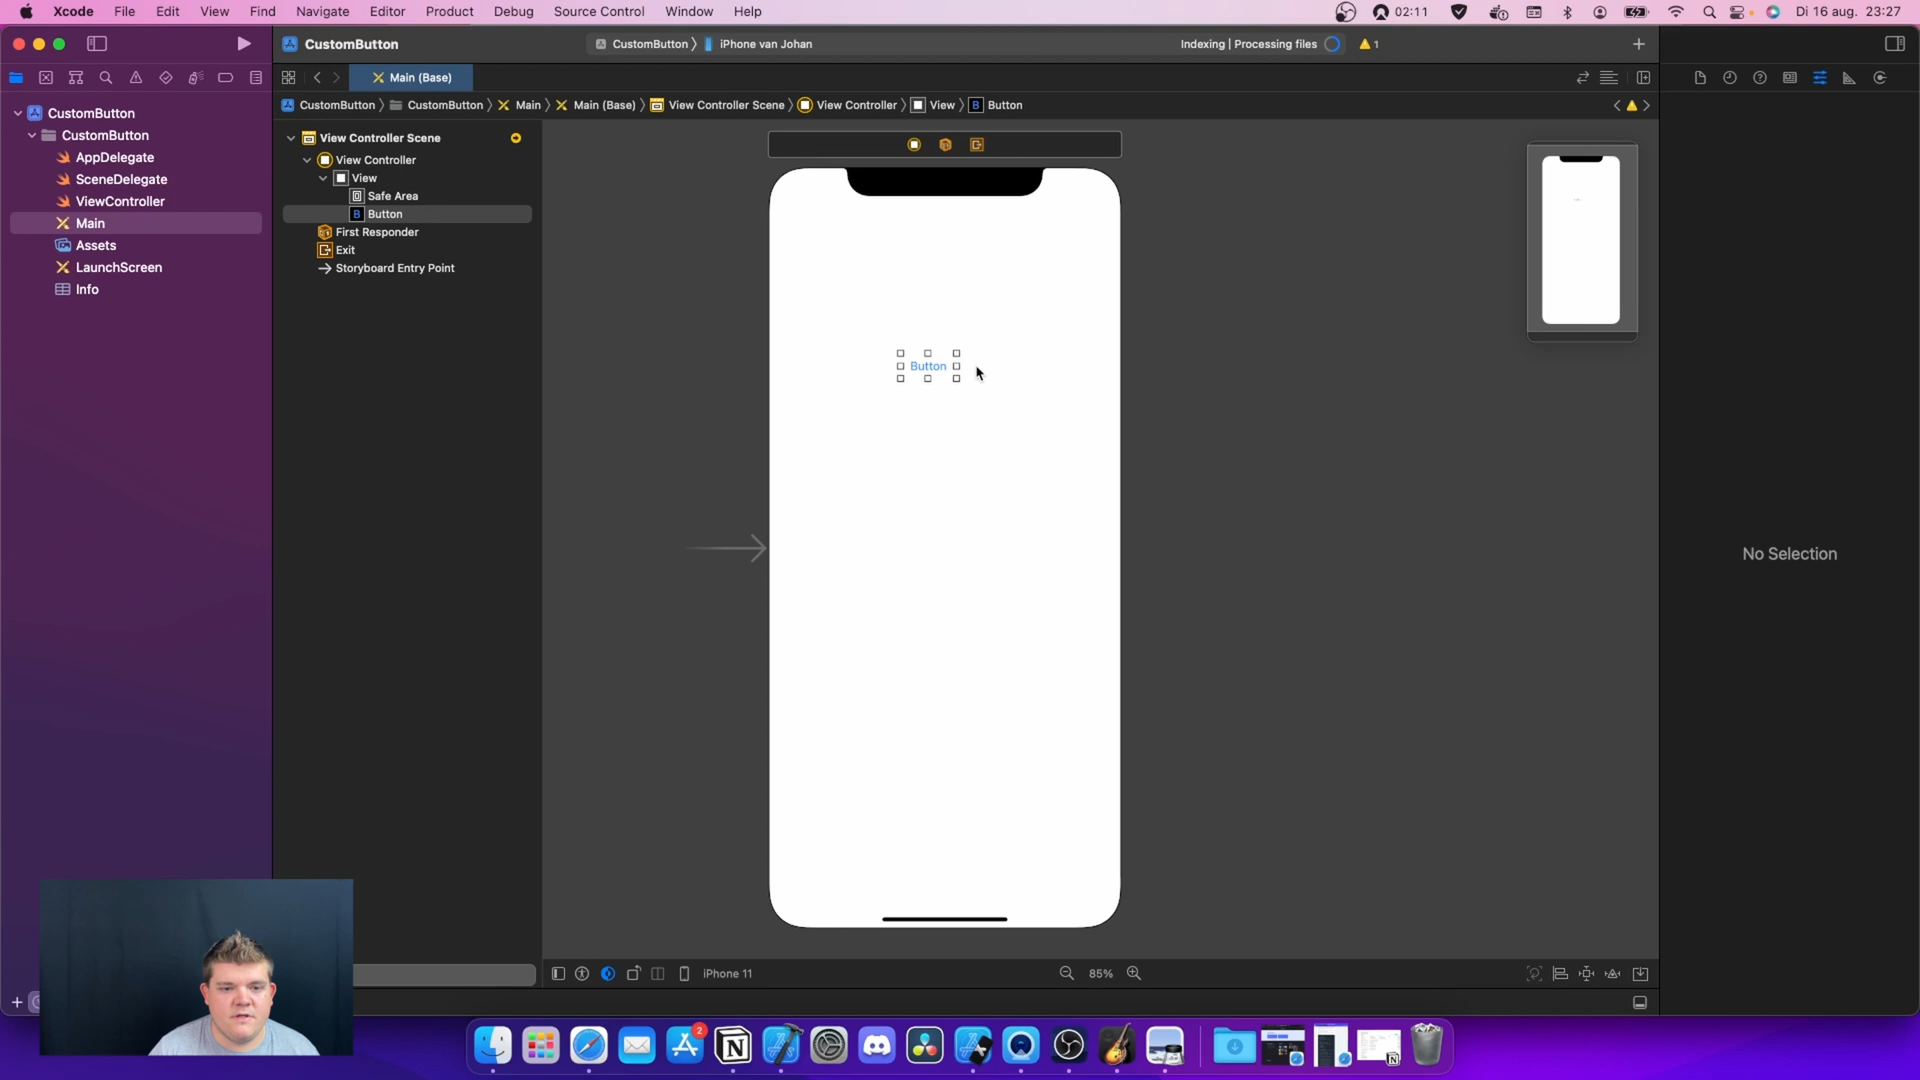 Xcode File Edit View Find Navigate Editor Product Debug Source Control Window Help 02:11 Di 16 aug. 23:27
CustomButton CustomButton iPhone van Johan Indexing | Processing files 1
Main (Base)
CustomButton CustomButton Main Main (Base) View Controller Scene View Controller View B Button
CustomButton
CustomButton
AppDelegate
SceneDelegate
ViewController
Main
Assets
LaunchScreen
Info
View Controller Scene
View Controller
View
Safe Area
B Button
First Responder
Exit
Storyboard Entry Point
Button
No Selection
iPhone 11 85%
2